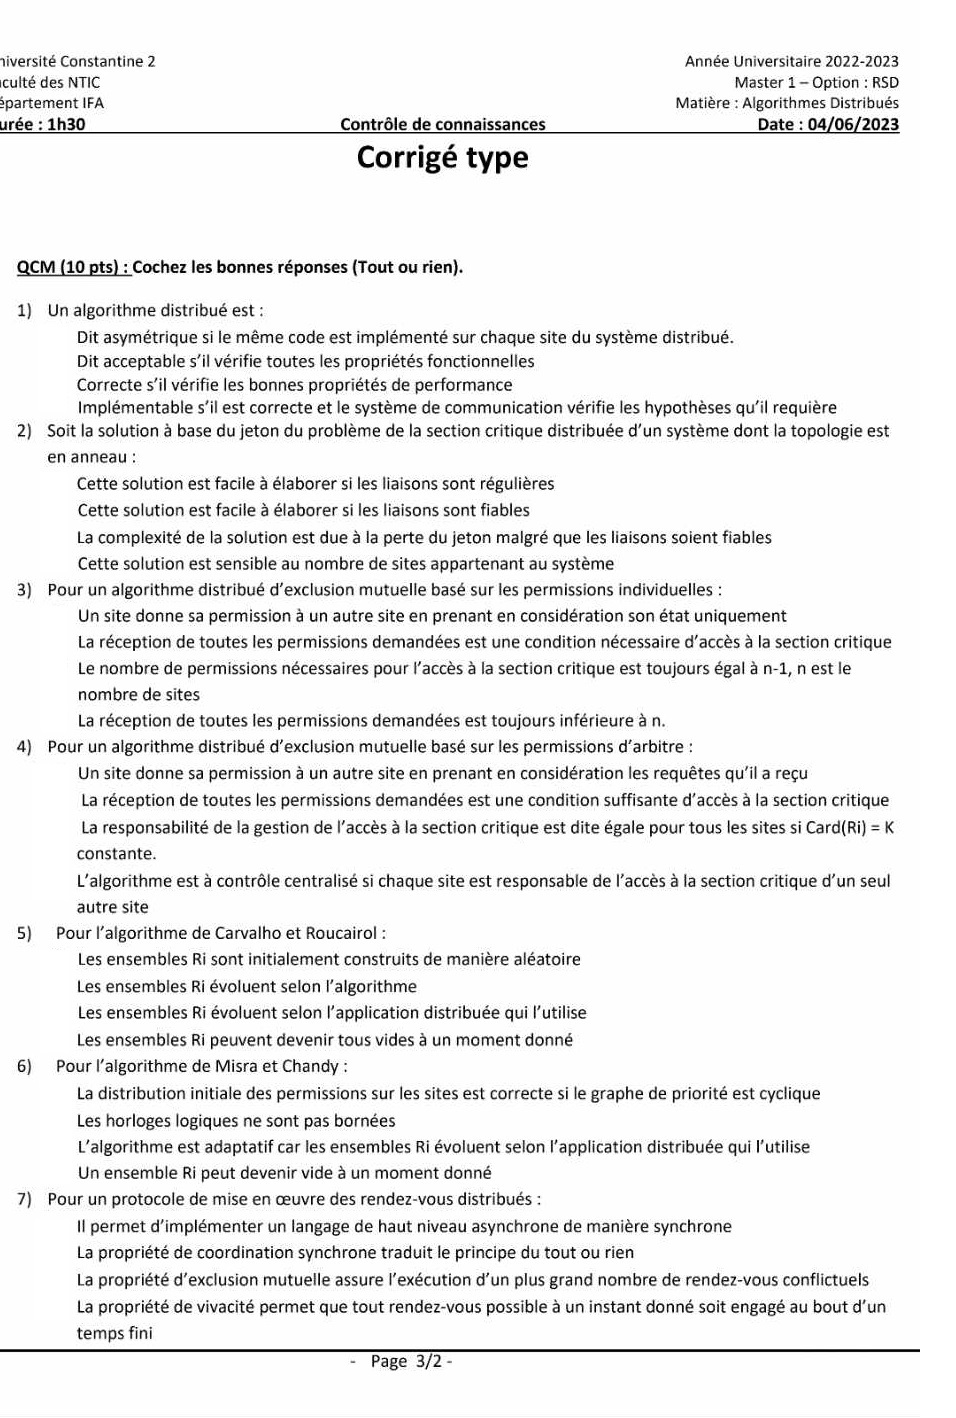 niversité Constantine 2
Année Universitaire 2022-2023
culté des NTIC
Master 1 – Option : RSD
épartement IFA
Matière : Algorithmes Distribués
urée : 1h30
Contrôle de connaissances
Date : 04/06/2023
Corrigé type
QCM (10 pts) : Cochez les bonnes réponses (Tout ou rien).
1) Un algorithme distribué est :
Dit asymétrique si le même code est implémenté sur chaque site du système distribué.
Dit acceptable s'il vérifie toutes les propriétés fonctionnelles
Correcte s'il vérifie les bonnes propriétés de performance
Implémentable s'il est correcte et le système de communication vérifie les hypothèses qu'il requière
2) Soit la solution à base du jeton du problème de la section critique distribuée d'un système dont la topologie est
en anneau :
Cette solution est facile à élaborer si les liaisons sont régulières
Cette solution est facile à élaborer si les liaisons sont fiables
La complexité de la solution est due à la perte du jeton malgré que les liaisons soient fiables
Cette solution est sensible au nombre de sites appartenant au système
3) Pour un algorithme distribué d'exclusion mutuelle basé sur les permissions individuelles :
Un site donne sa permission à un autre site en prenant en considération son état uniquement
La réception de toutes les permissions demandées est une condition nécessaire d'accès à la section critique
Le nombre de permissions nécessaires pour l'accès à la section critique est toujours égal à n-1, n est le
nombre de sites
La réception de toutes les permissions demandées est toujours inférieure à n.
4) Pour un algorithme distribué d'exclusion mutuelle basé sur les permissions d'arbitre :
Un site donne sa permission à un autre site en prenant en considération les requêtes qu'il a reçu
La réception de toutes les permissions demandées est une condition suffisante d'accès à la section critique
La responsabilité de la gestion de l'accès à la section critique est dite égale pour tous les sites si Card(Ri) = K
constante.
L'algorithme est à contrôle centralisé si chaque site est responsable de l'accès à la section critique d'un seul
autre site
5) Pour l'algorithme de Carvalho et Roucairol :
Les ensembles Ri sont initialement construits de manière aléatoire
Les ensembles Ri évoluent selon l'algorithme
Les ensembles Ri évoluent selon l'application distribuée qui l'utilise
Les ensembles Ri peuvent devenir tous vides à un moment donné
6) Pour l'algorithme de Misra et Chandy :
La distribution initiale des permissions sur les sites est correcte si le graphe de priorité est cyclique
Les horloges logiques ne sont pas bornées
L'algorithme est adaptatif car les ensembles Ri évoluent selon l'application distribuée qui l'utilise
Un ensemble Ri peut devenir vide à un moment donné
7) Pour un protocole de mise en œuvre des rendez-vous distribués :
Il permet d'implémenter un langage de haut niveau asynchrone de manière synchrone
La propriété de coordination synchrone traduit le principe du tout ou rien
La propriété d'exclusion mutuelle assure l'exécution d'un plus grand nombre de rendez-vous conflictuels
La propriété de vivacité permet que tout rendez-vous possible à un instant donné soit engagé au bout d'un
temps fini
- Page 3/2 -